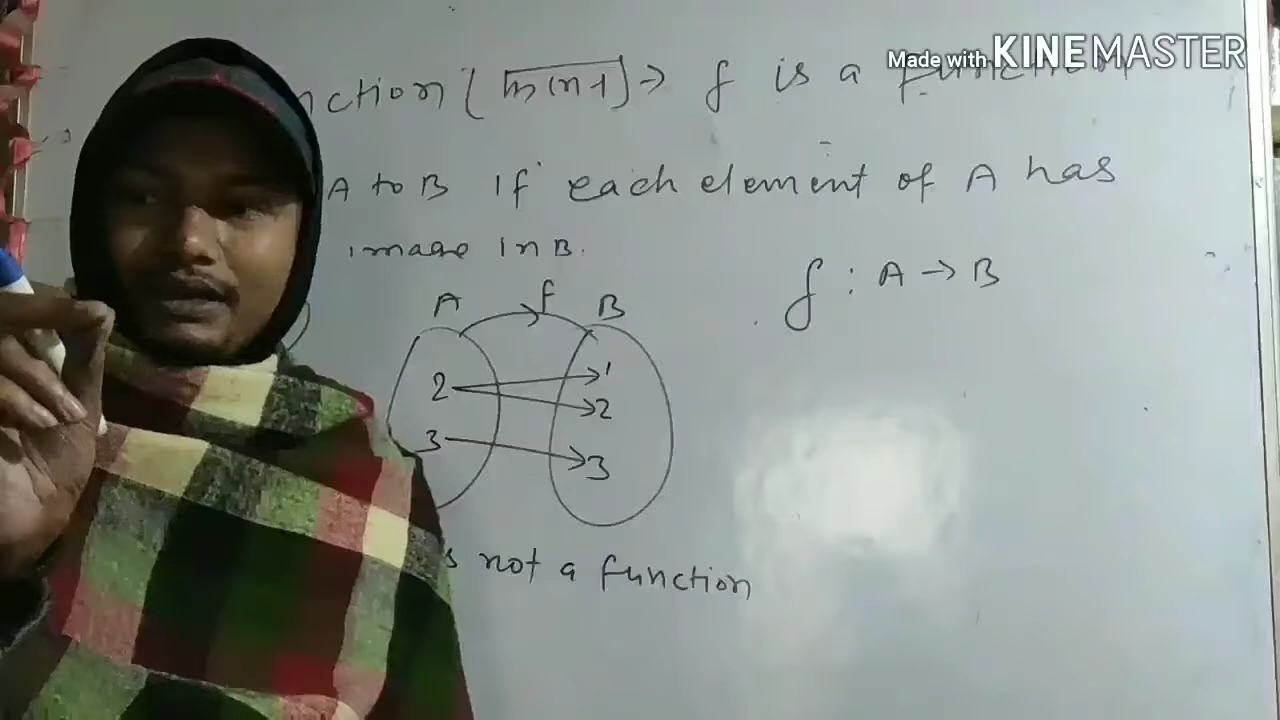 Made with KINEMASTER
nction [ ] → f is a function
A to B If each element of A has
image in B.
f : A → B
A f B
2 1
2
3 3
s not a function